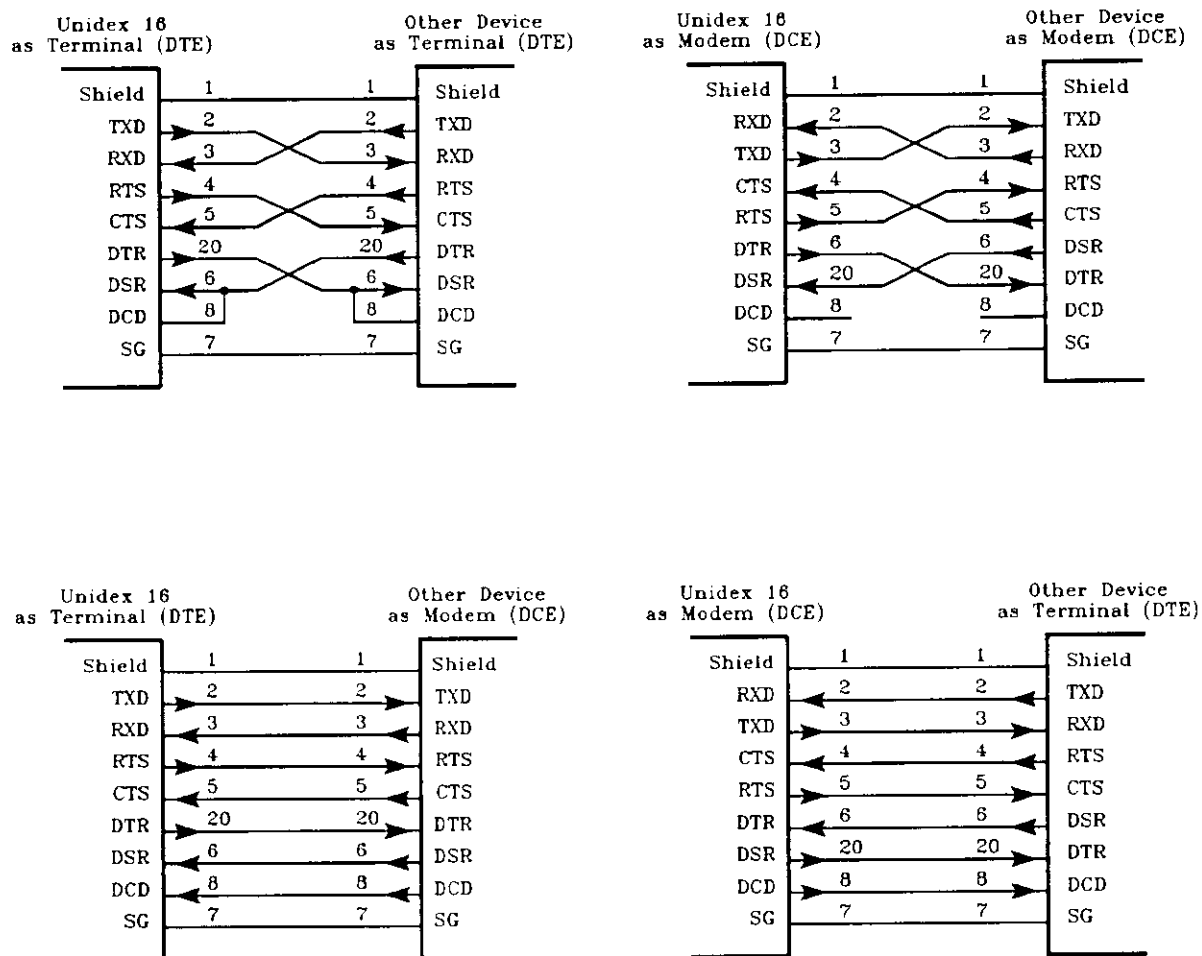 Unidex 16
as Terminal (DTE)
Other Device
as Terminal (DTE)
Shield 1 1 Shield
TXD 2 2 TXD
RXD 3 3 RXD
RTS 4 4 RTS
CTS 5 5 CTS
DTR 20 20 DTR
DSR 6 6 DSR
DCD 8 8 DCD
SG 7 7 SG
Unidex 16
as Modem (DCE)
Other Device
as Modem (DCE)
Shield 1 1 Shield
RXD 2 2 TXD
TXD 3 3 RXD
CTS 4 4 RTS
RTS 5 5 CTS
DTR 6 6 DSR
DSR 20 20 DTR
DCD 8 8 DCD
SG 7 7 SG
Unidex 16
as Terminal (DTE)
Other Device
as Modem (DCE)
Shield 1 1 Shield
TXD 2 2 TXD
RXD 3 3 RXD
RTS 4 4 RTS
CTS 5 5 CTS
DTR 20 20 DTR
DSR 6 6 DSR
DCD 8 8 DCD
SG 7 7 SG
Unidex 16
as Modem (DCE)
Other Device
as Terminal (DTE)
Shield 1 1 Shield
RXD 2 2 TXD
TXD 3 3 RXD
CTS 4 4 RTS
RTS 5 5 CTS
DTR 6 6 DSR
DSR 20 20 DTR
DCD 8 8 DCD
SG 7 7 SG